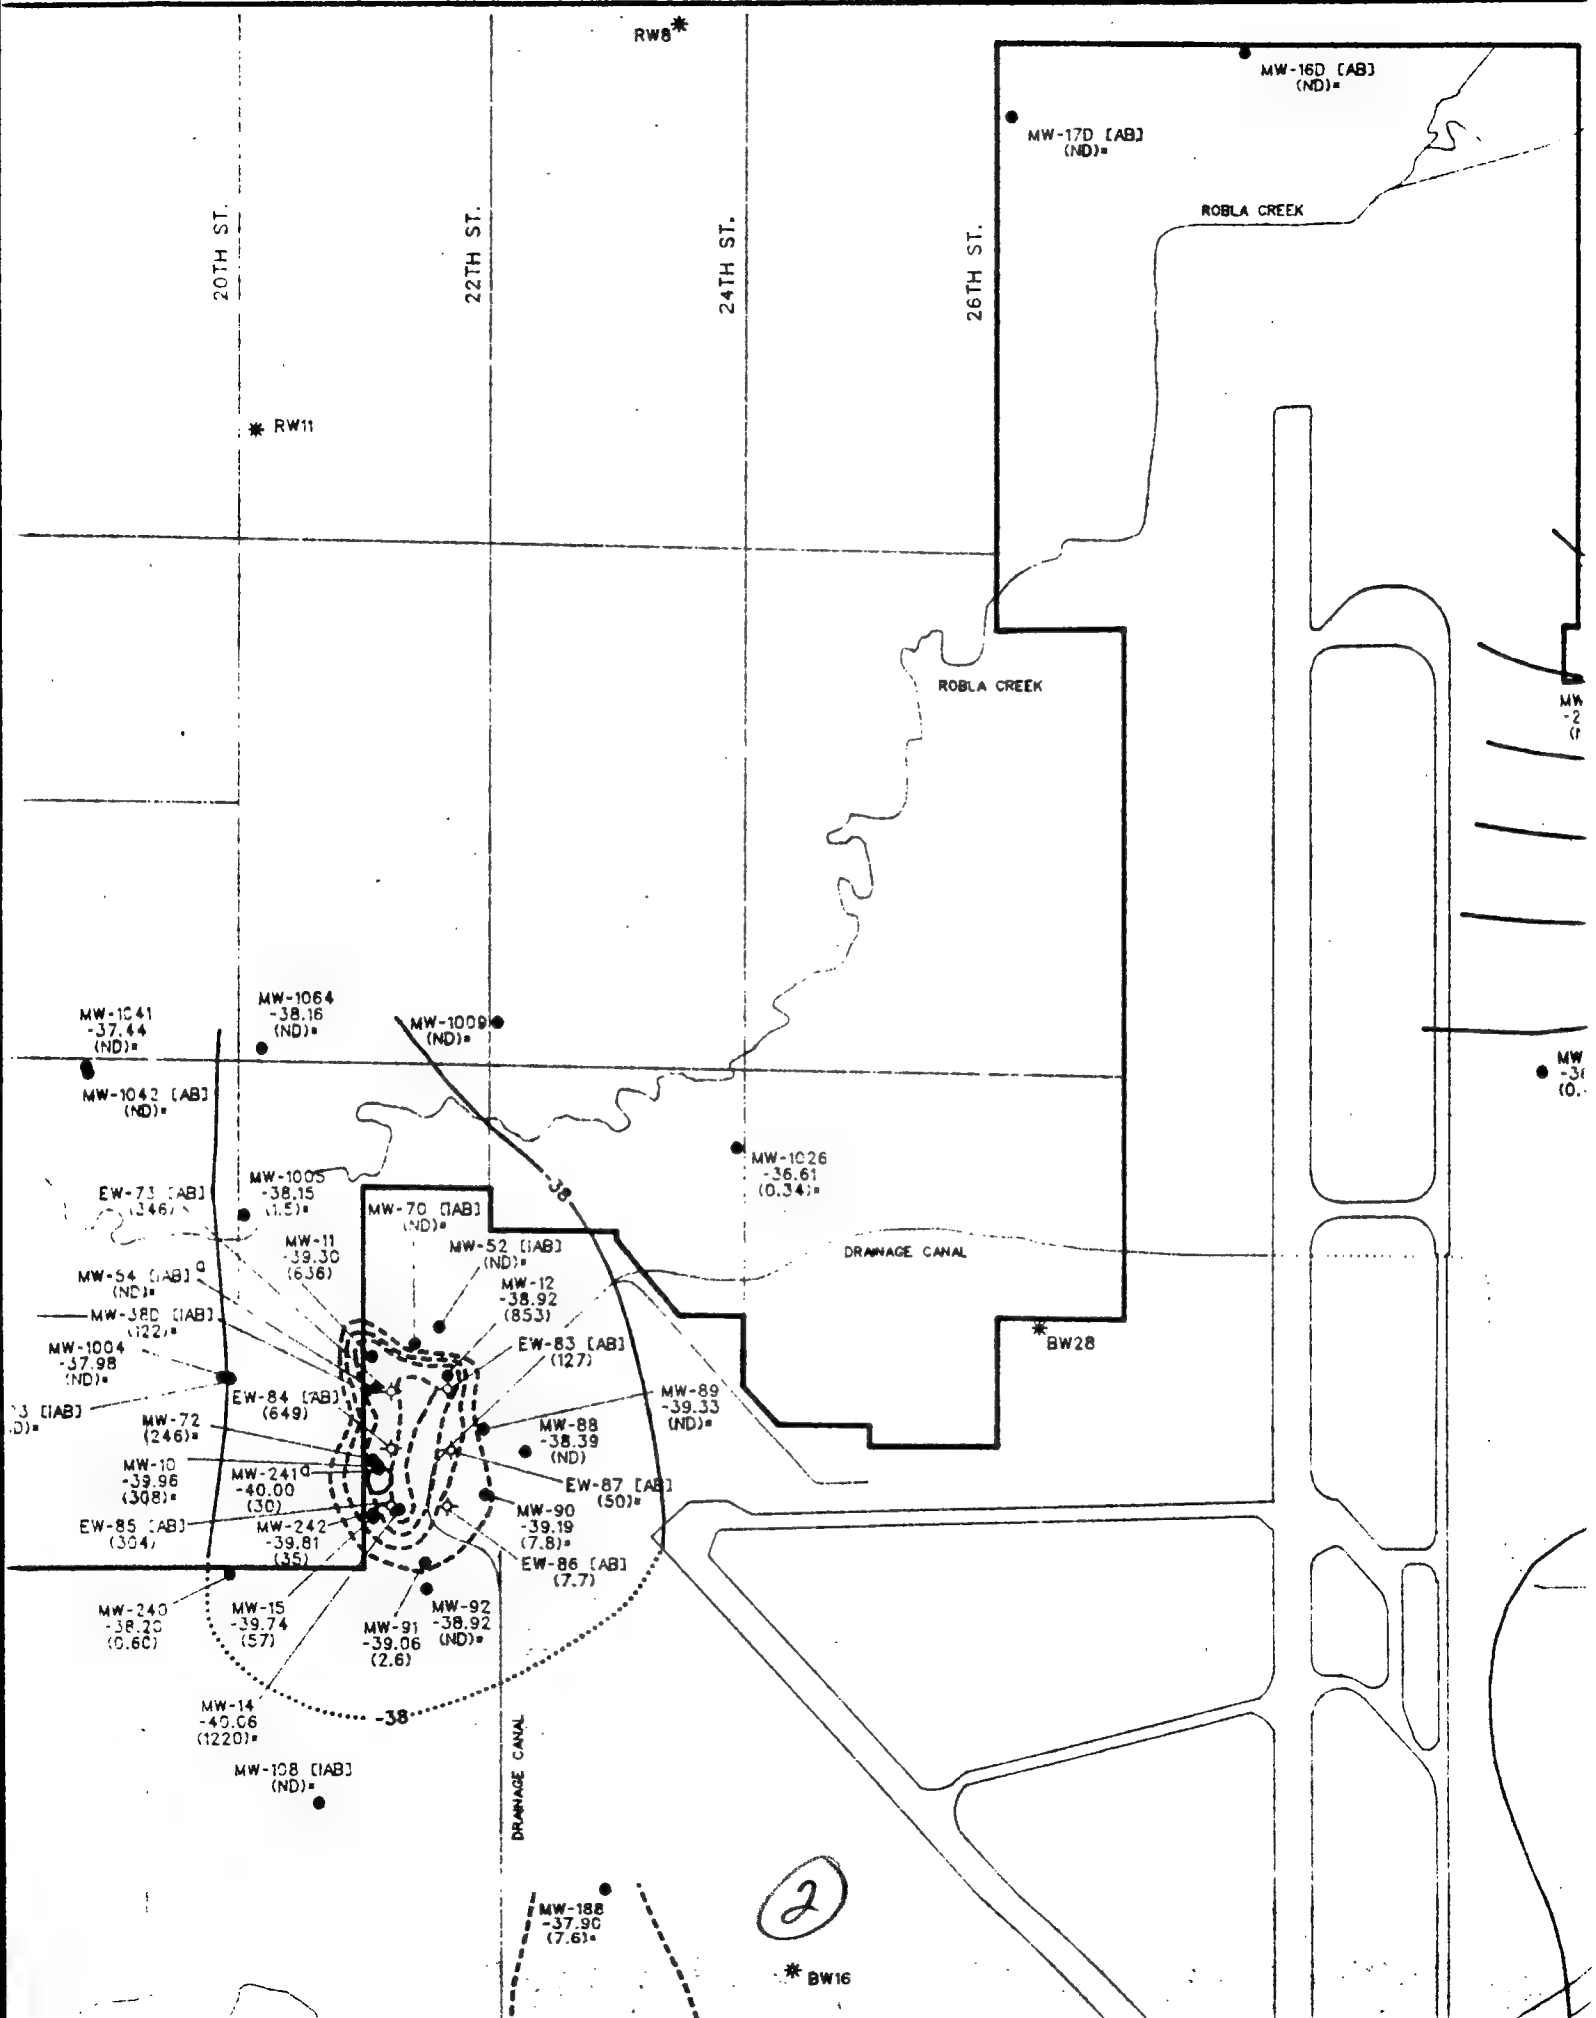 RW8
MW-16D [AB]
(ND)*
MW-17D [AB]
(ND)*
ROBLA CREEK
20TH ST.
22TH ST.
24TH ST.
26TH ST.
RW11
ROBLA CREEK
MW
MW-1041
-37.44
(ND)*
MW-1064
-38.16
(ND)*
MW-1009
(ND)*
MW-1042 [AB]
(ND)*
MW
MW-1026
-36.61
(0.34)*
-38
EW-73 [AB]
(346)
MW-1005
-38.15
(1.5)*
MW-70 [IAB]
(ND)*
MW-11
-39.30
(636)
MW-52 [IAB]
(ND)*
DRAINAGE CANAL
MW-54 [IAB] a
(ND)*
MW-12
-38.92
(853)
MW-38D [IAB]
(122)*
MW-1004
-37.98
(ND)*
EW-83 [AB]
(127)
BW28
EW-84 [AB]
(649)
MW-89
-39.33
(ND)*
3 [IAB]
D)*
MW-72
(246)*
MW-88
-38.39
(ND)
MW-10
-39.96
(308)*
MW-241 a
-40.00
(30)
EW-87 [AB]
(50)*
MW-90
-39.19
(7.8)*
EW-85 [AB]
(304)
MW-242
-39.81
(35)
EW-86 [AB]
(7.7)
MW-240
-38.20
(0.60)
MW-15
-39.74
(57)
MW-91
-39.06
(2.6)
MW-92
-38.92
(ND)*
MW-14
-40.06
(1220)*
-38
DRAINAGE CANAL
MW-108 [IAB]
(ND)*
MW-188
-37.90
(7.6)*
2
BW16